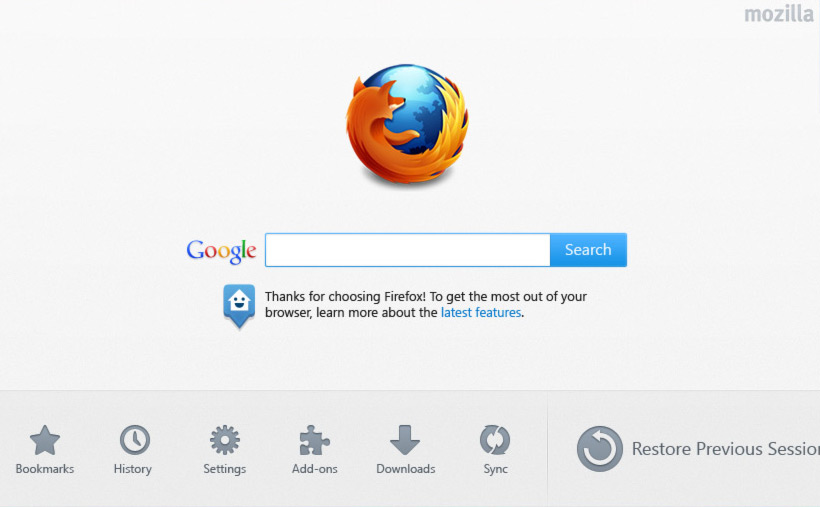 mozilla
Google
Search
Thanks for choosing Firefox! To get the most out of your
browser, learn more about the latest features.
Bookmarks
History
Settings
Add-ons
Downloads
Sync
Restore Previous Session